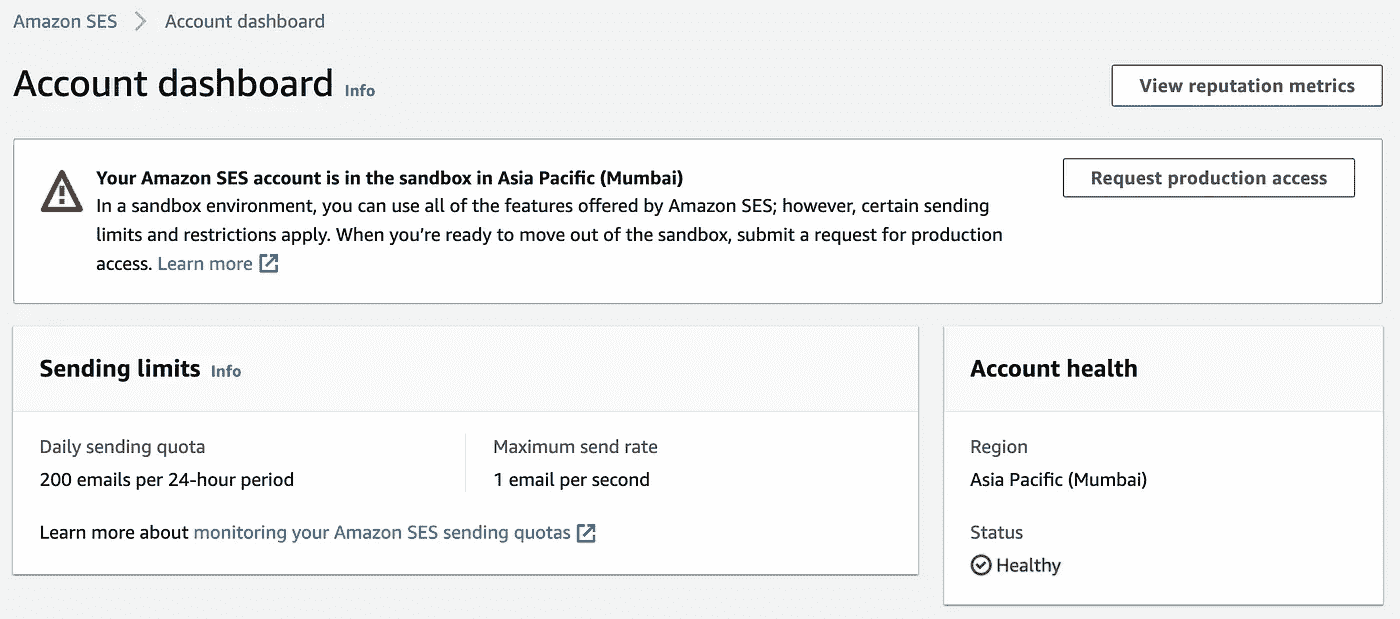 Amazon SES > Account dashboard
Account dashboard Info
View reputation metrics
Your Amazon SES account is in the sandbox in Asia Pacific (Mumbai)
Request production access
In a sandbox environment, you can use all of the features offered by Amazon SES; however, certain sending
limits and restrictions apply. When you’re ready to move out of the sandbox, submit a request for production
access. Learn more
Sending limits Info
Daily sending quota
200 emails per 24-hour period
Maximum send rate
1 email per second
Learn more about monitoring your Amazon SES sending quotas
Account health
Region
Asia Pacific (Mumbai)
Status
Healthy